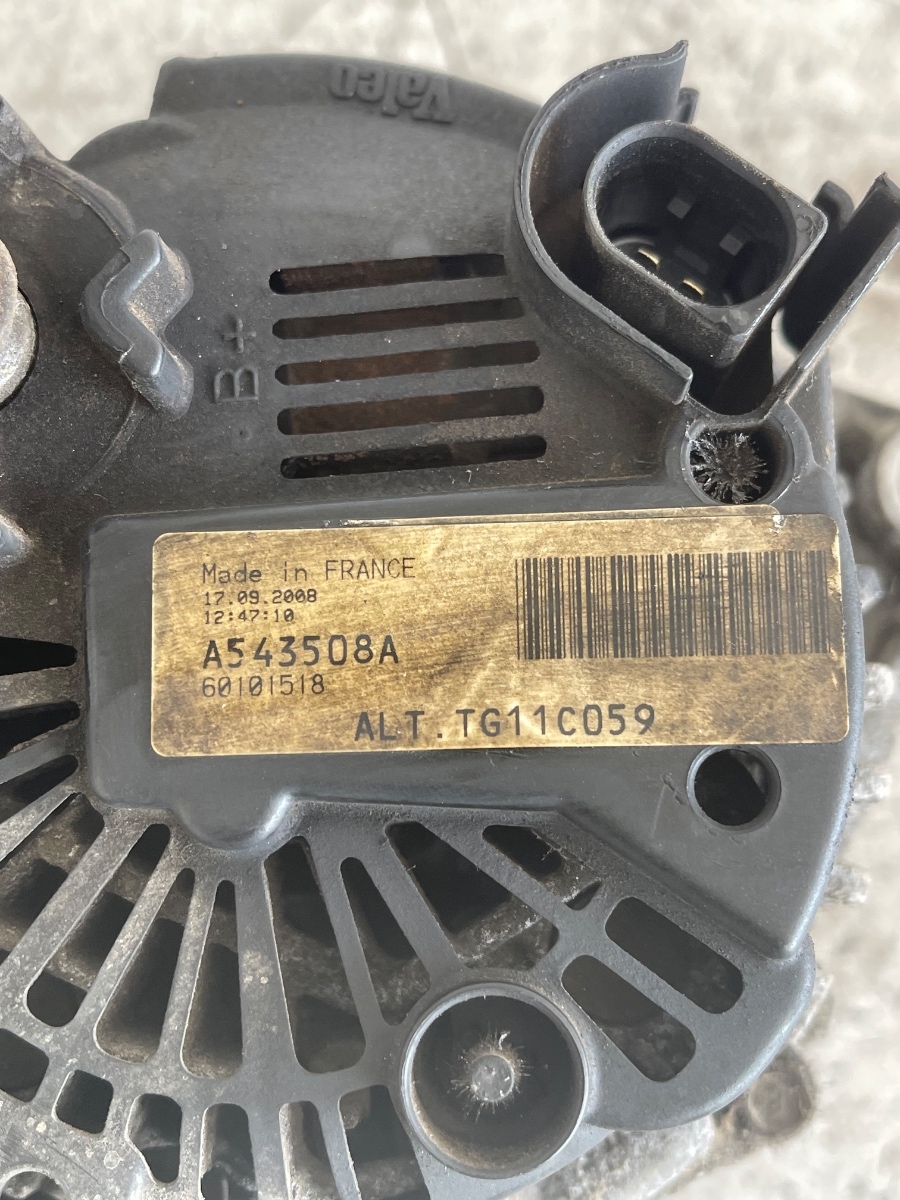 Valeo
B+
Made in FRANCE
17.09.2008
12:47:10
A543508A
60101518
ALT.TG11C059